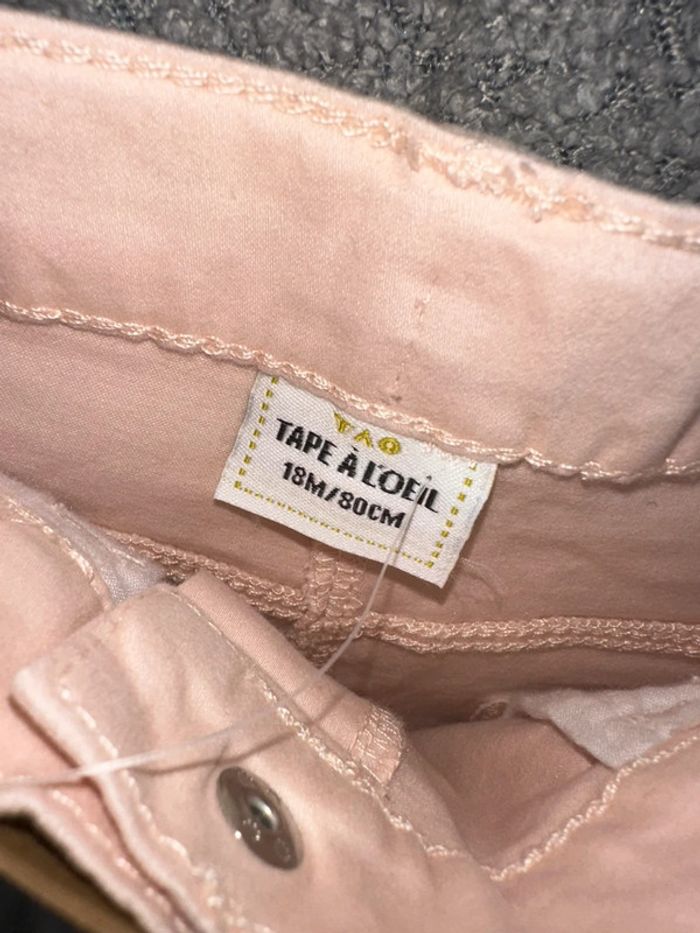 TAO
TAPE À L'OEIL
18M/80CM